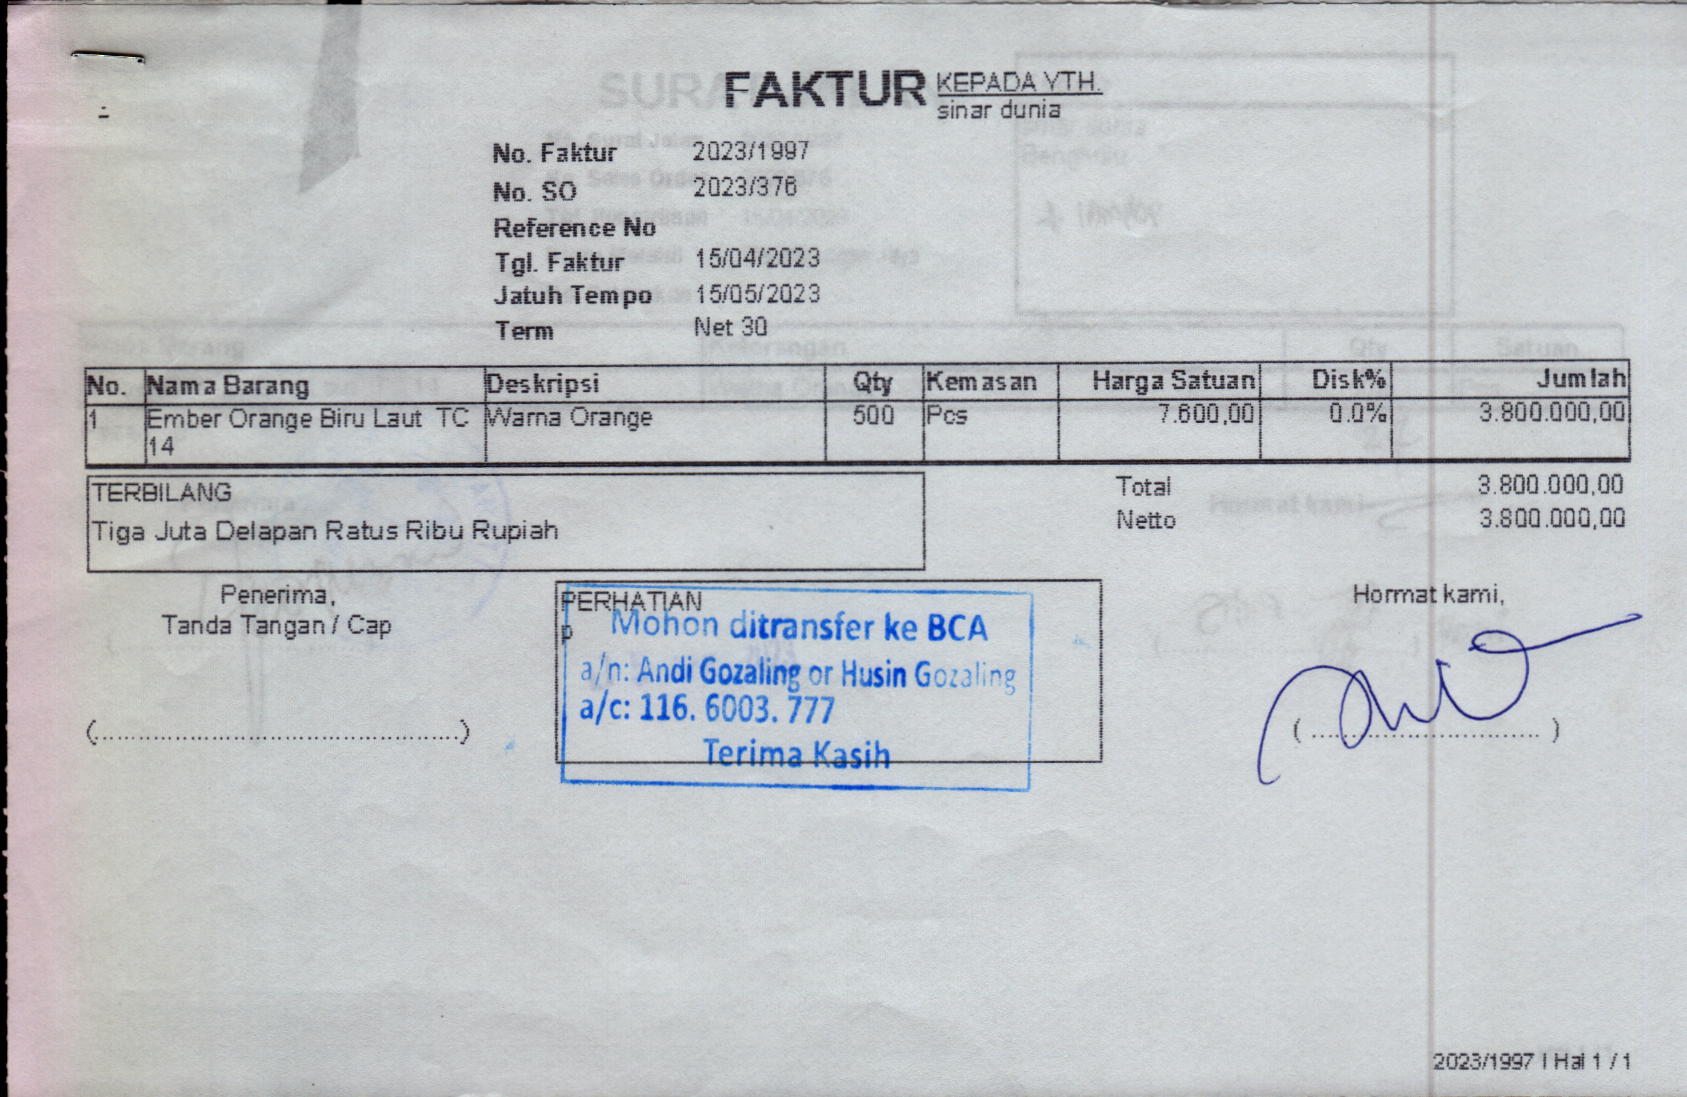 FAKTUR
KEPADA YTH.
sinar dunia
No. Faktur 2023/1997
No. SO 2023/376
Reference No
Tgl. Faktur 15/04/2023
Jatuh Tempo 15/05/2023
Term Net 30
No. Nama Barang Deskripsi Qty Kemasan Harga Satuan Disk% Jumlah
1 Ember Orange Biru Laut TC Warna Orange 500 Pcs 7.600,00 0.0% 3.800.000,00
14
TERBILANG
Tiga Juta Delapan Ratus Ribu Rupiah
Total 3.800.000,00
Netto 3.800.000,00
Penerima,
Tanda Tangan / Cap
(......................................)
PERHATIAN
p
Mohon ditransfer ke BCA
a/n: Andi Gozaling or Husin Gozaling
a/c: 116. 6003. 777
Terima Kasih
Hormat kami,
( ........................... )
2023/1997 | Hal 1 / 1